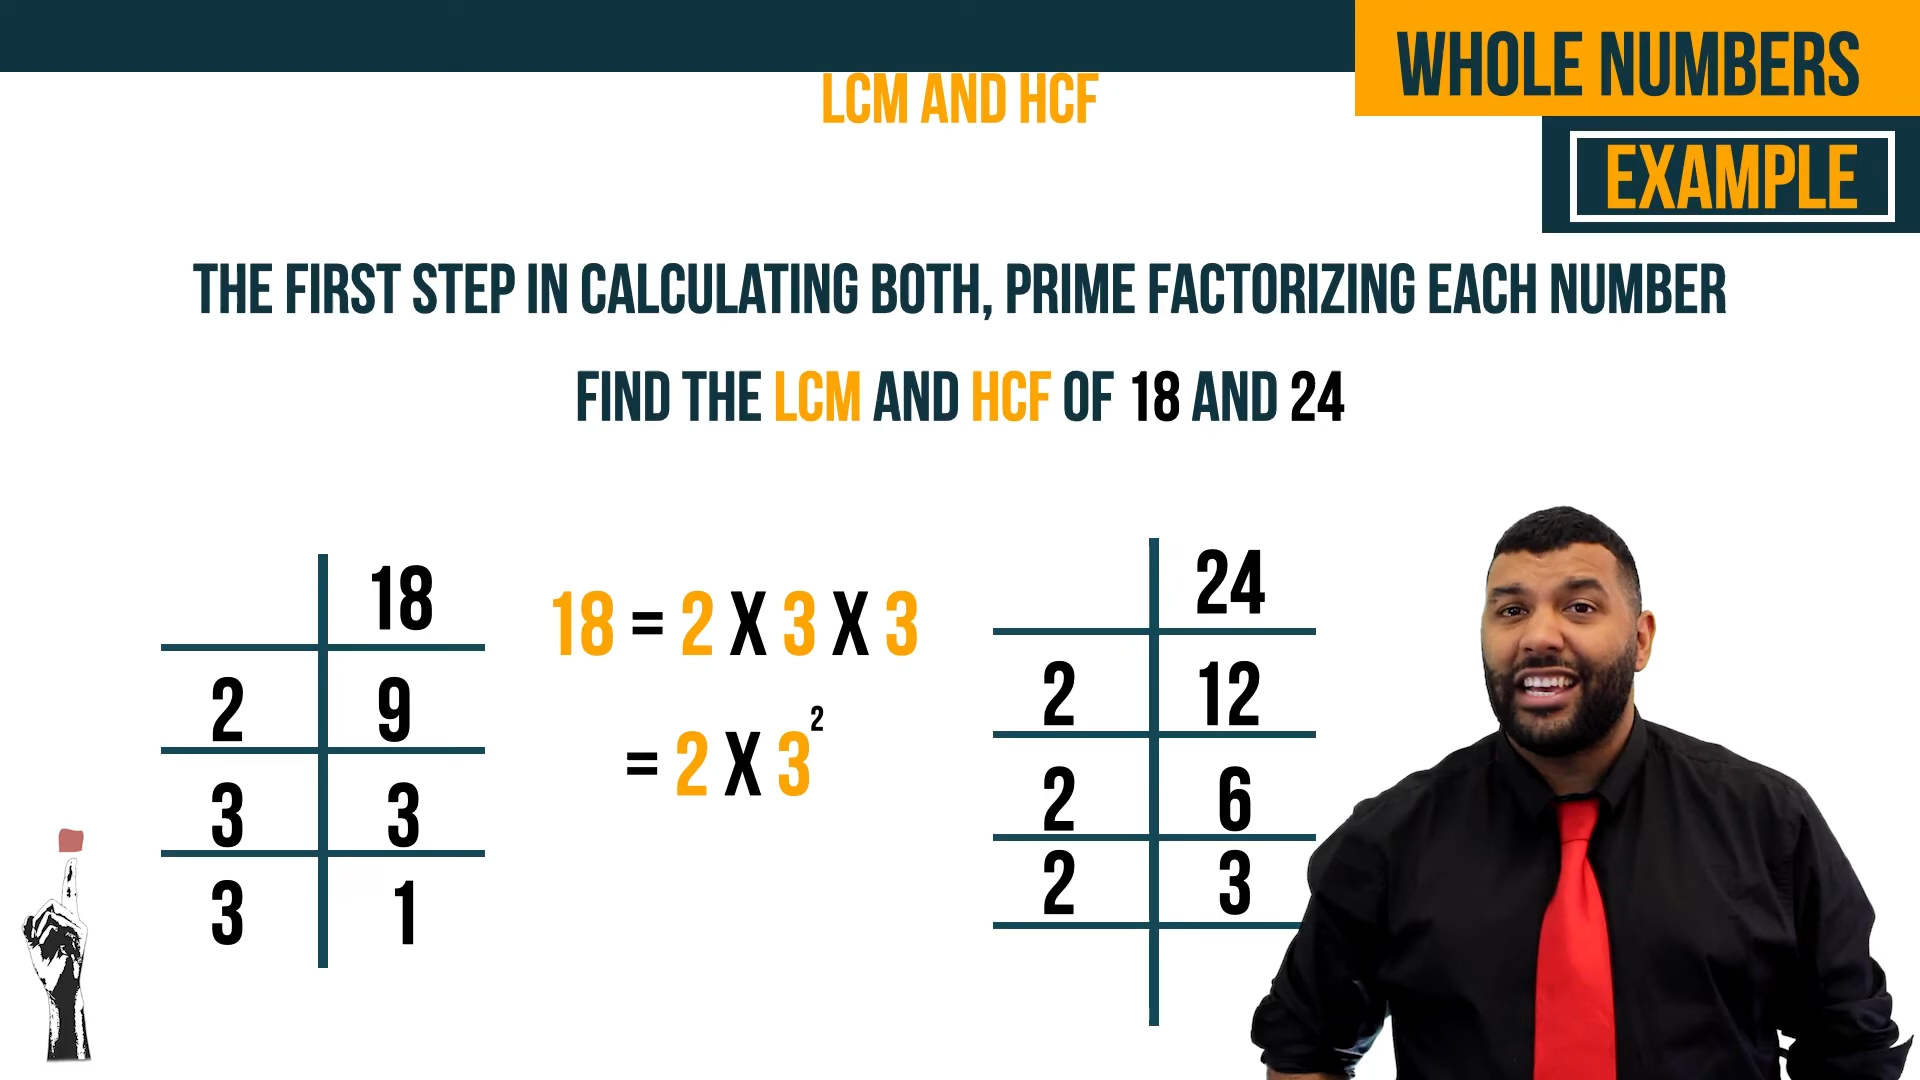 WHOLE NUMBERS
LCM AND HCF
EXAMPLE
THE FIRST STEP IN CALCULATING BOTH, PRIME FACTORIZING EACH NUMBER
FIND THE LCM AND HCF OF 18 AND 24
18
2 9
3 3
3 1
18 = 2 X 3 X 3
= 2 X 3²
24
2 12
2 6
2 3